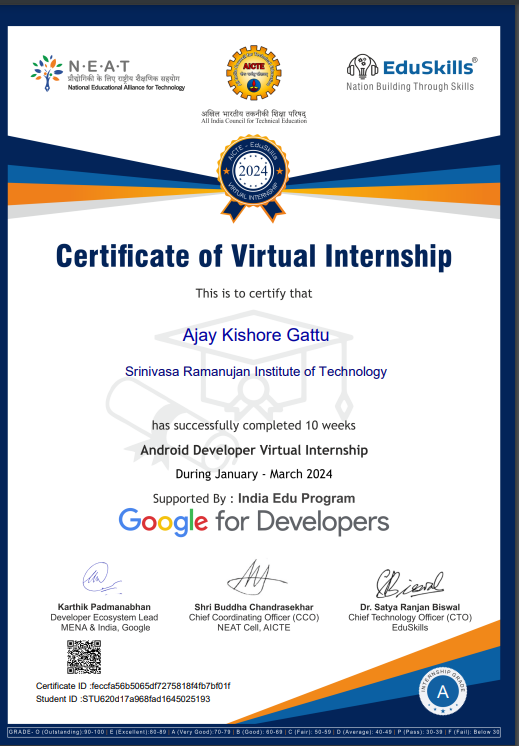 N·E·A·T
प्रौद्योगिकी के लिए राष्ट्रीय शैक्षणिक सहयोग
National Educational Alliance for Technology
AICTE
अखिल भारतीय तकनीकी शिक्षा परिषद्
All India Council for Technical Education
EduSkills®
Nation Building Through Skills
AICTE - EduSkills
2024
VIRTUAL INTERNSHIP
Certificate of Virtual Internship
This is to certify that
Ajay Kishore Gattu
Srinivasa Ramanujan Institute of Technology
has successfully completed 10 weeks
Android Developer Virtual Internship
During January - March 2024
Supported By : India Edu Program
Google for Developers
Karthik Padmanabhan
Developer Ecosystem Lead
MENA & India, Google
Shri Buddha Chandrasekhar
Chief Coordinating Officer (CCO)
NEAT Cell, AICTE
Dr. Satya Ranjan Biswal
Chief Technology Officer (CTO)
EduSkills
Certificate ID :feccfa56b5065df7275818f4fb7bf01f
Student ID :STU620d17a968fad1645025193
INTERNSHIP GRADE
A
GRADE- O (Outstanding):90-100 | E (Excellent):80-89 | A (Very Good):70-79 | B (Good): 60-69 | C (Fair): 50-59 | D (Average): 40-49 | P (Pass): 30-39 | F (Fail): Below 30